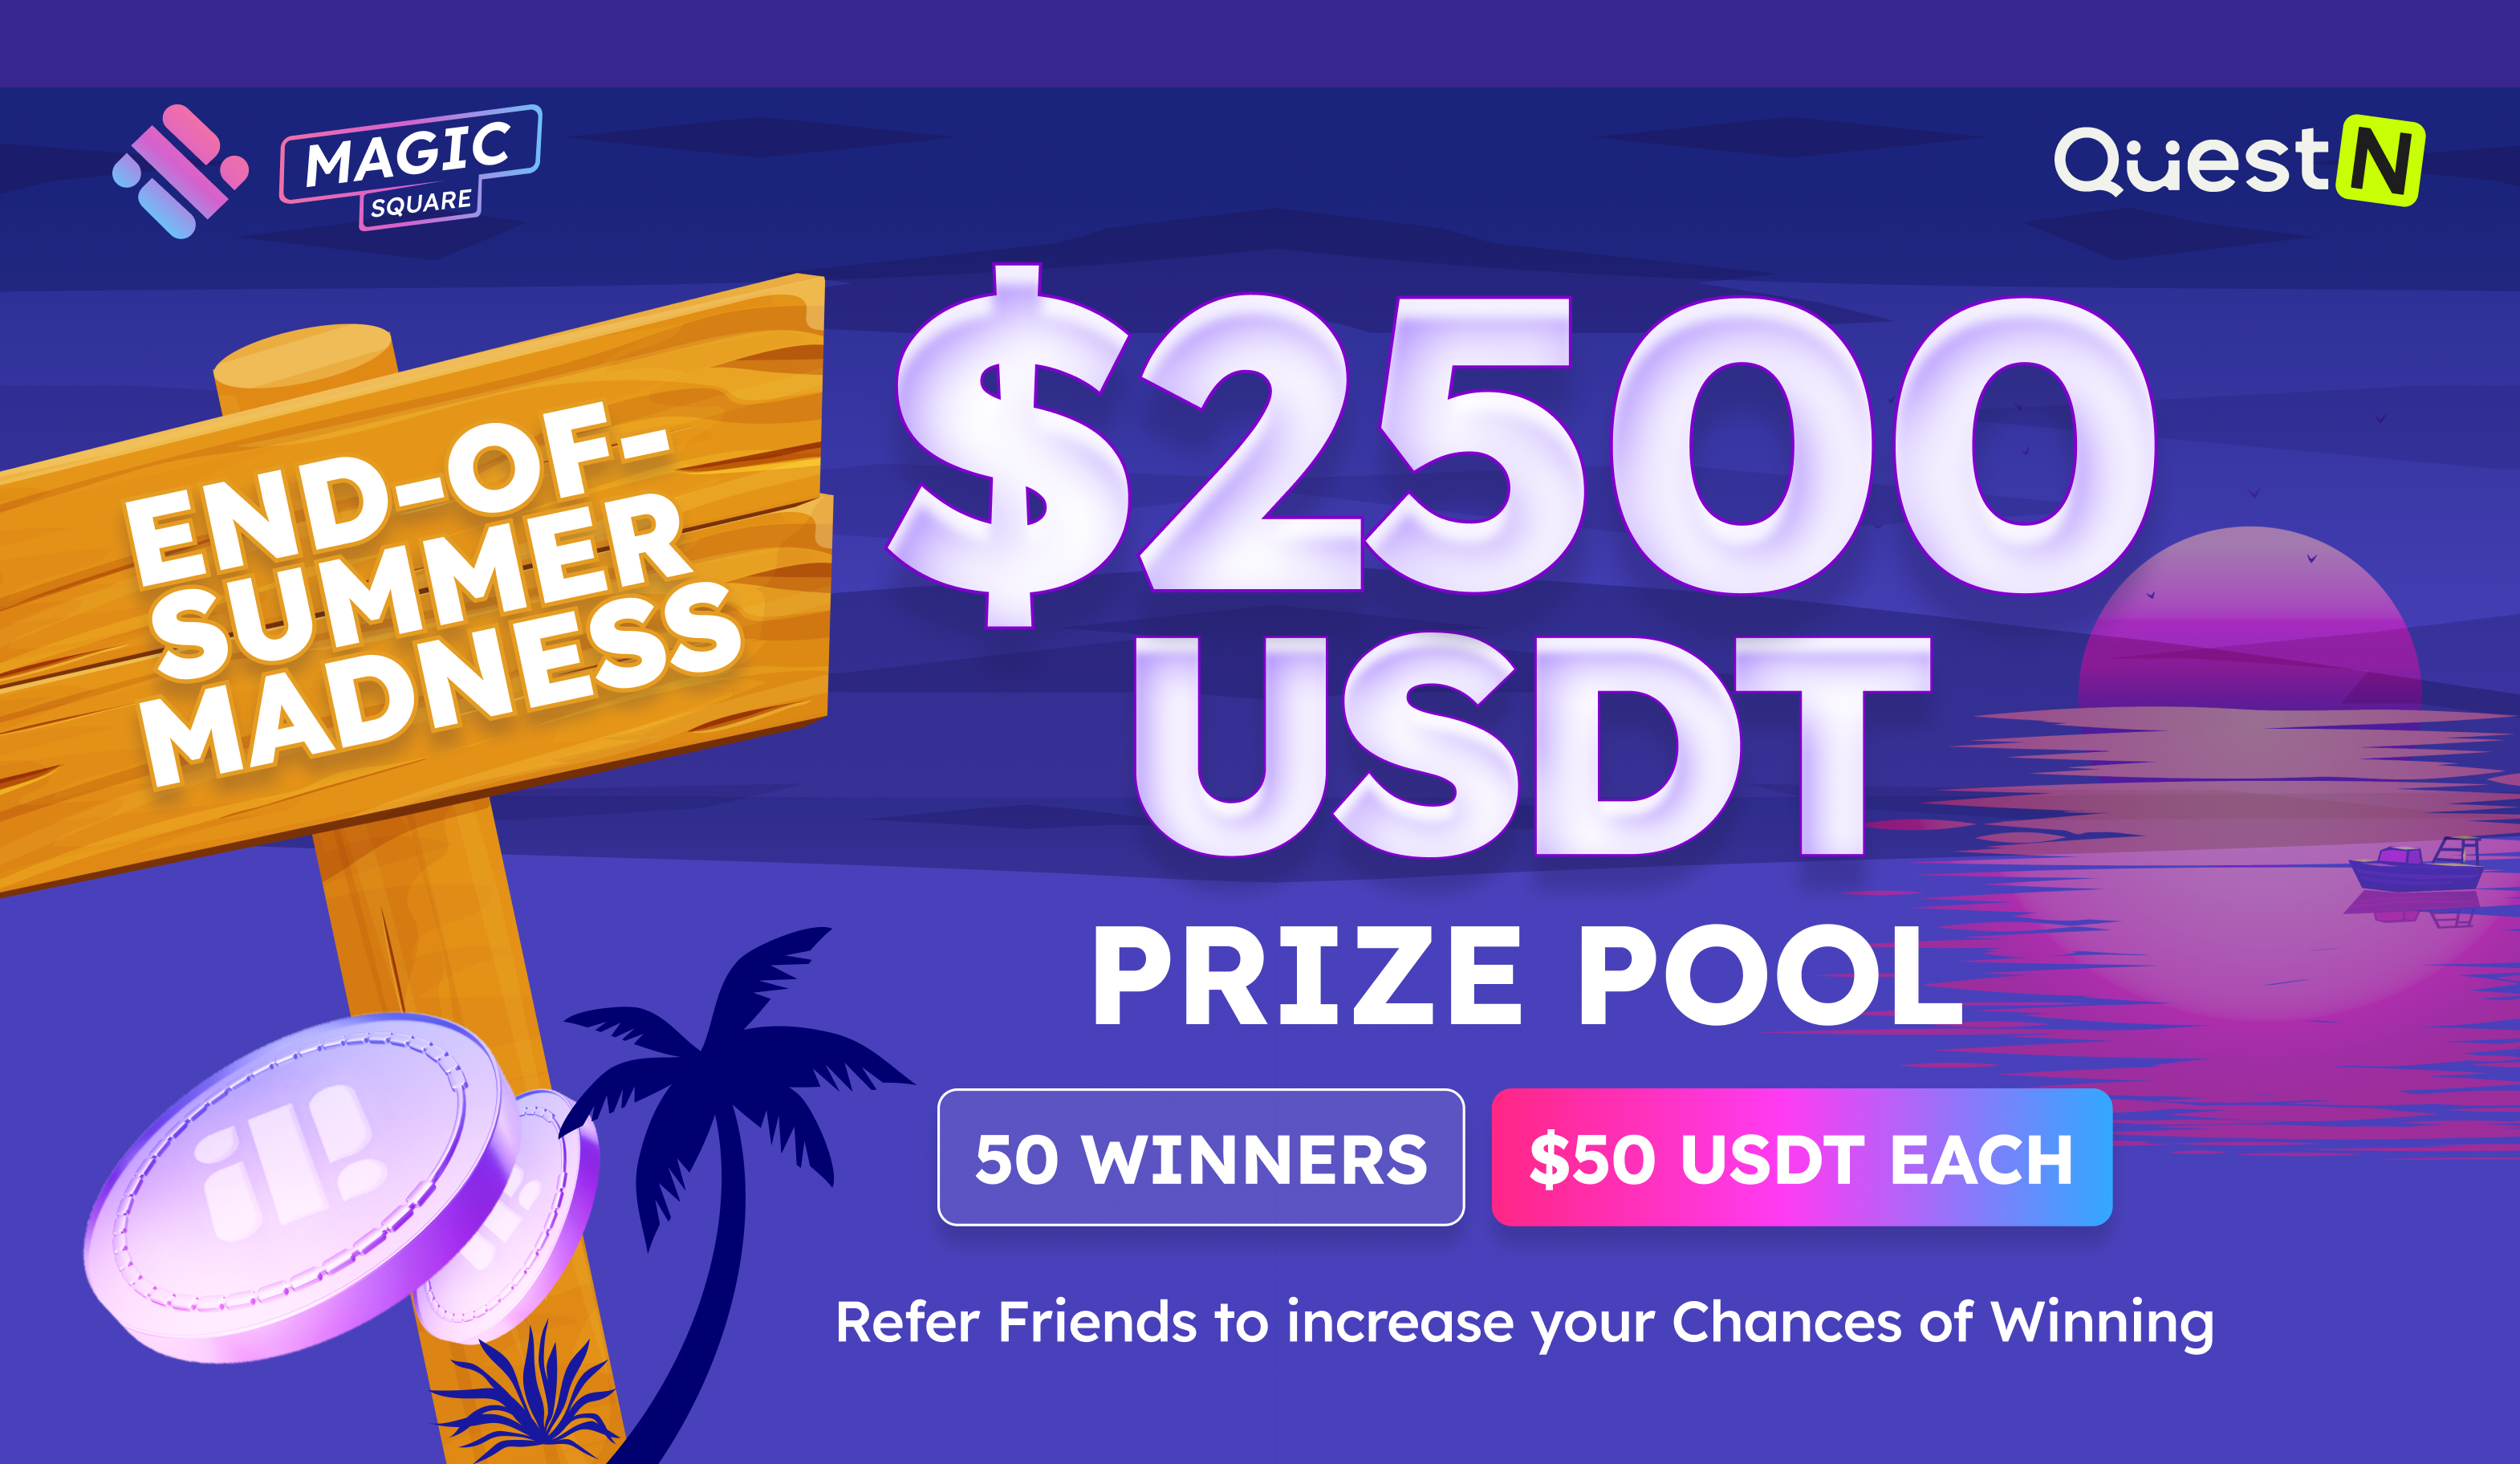 MAGIC
SQUARE
QuestN
END-OF-
SUMMER
MADNESS
$2500
USDT
PRIZE POOL
50 WINNERS
$50 USDT EACH
Refer Friends to increase your Chances of Winning